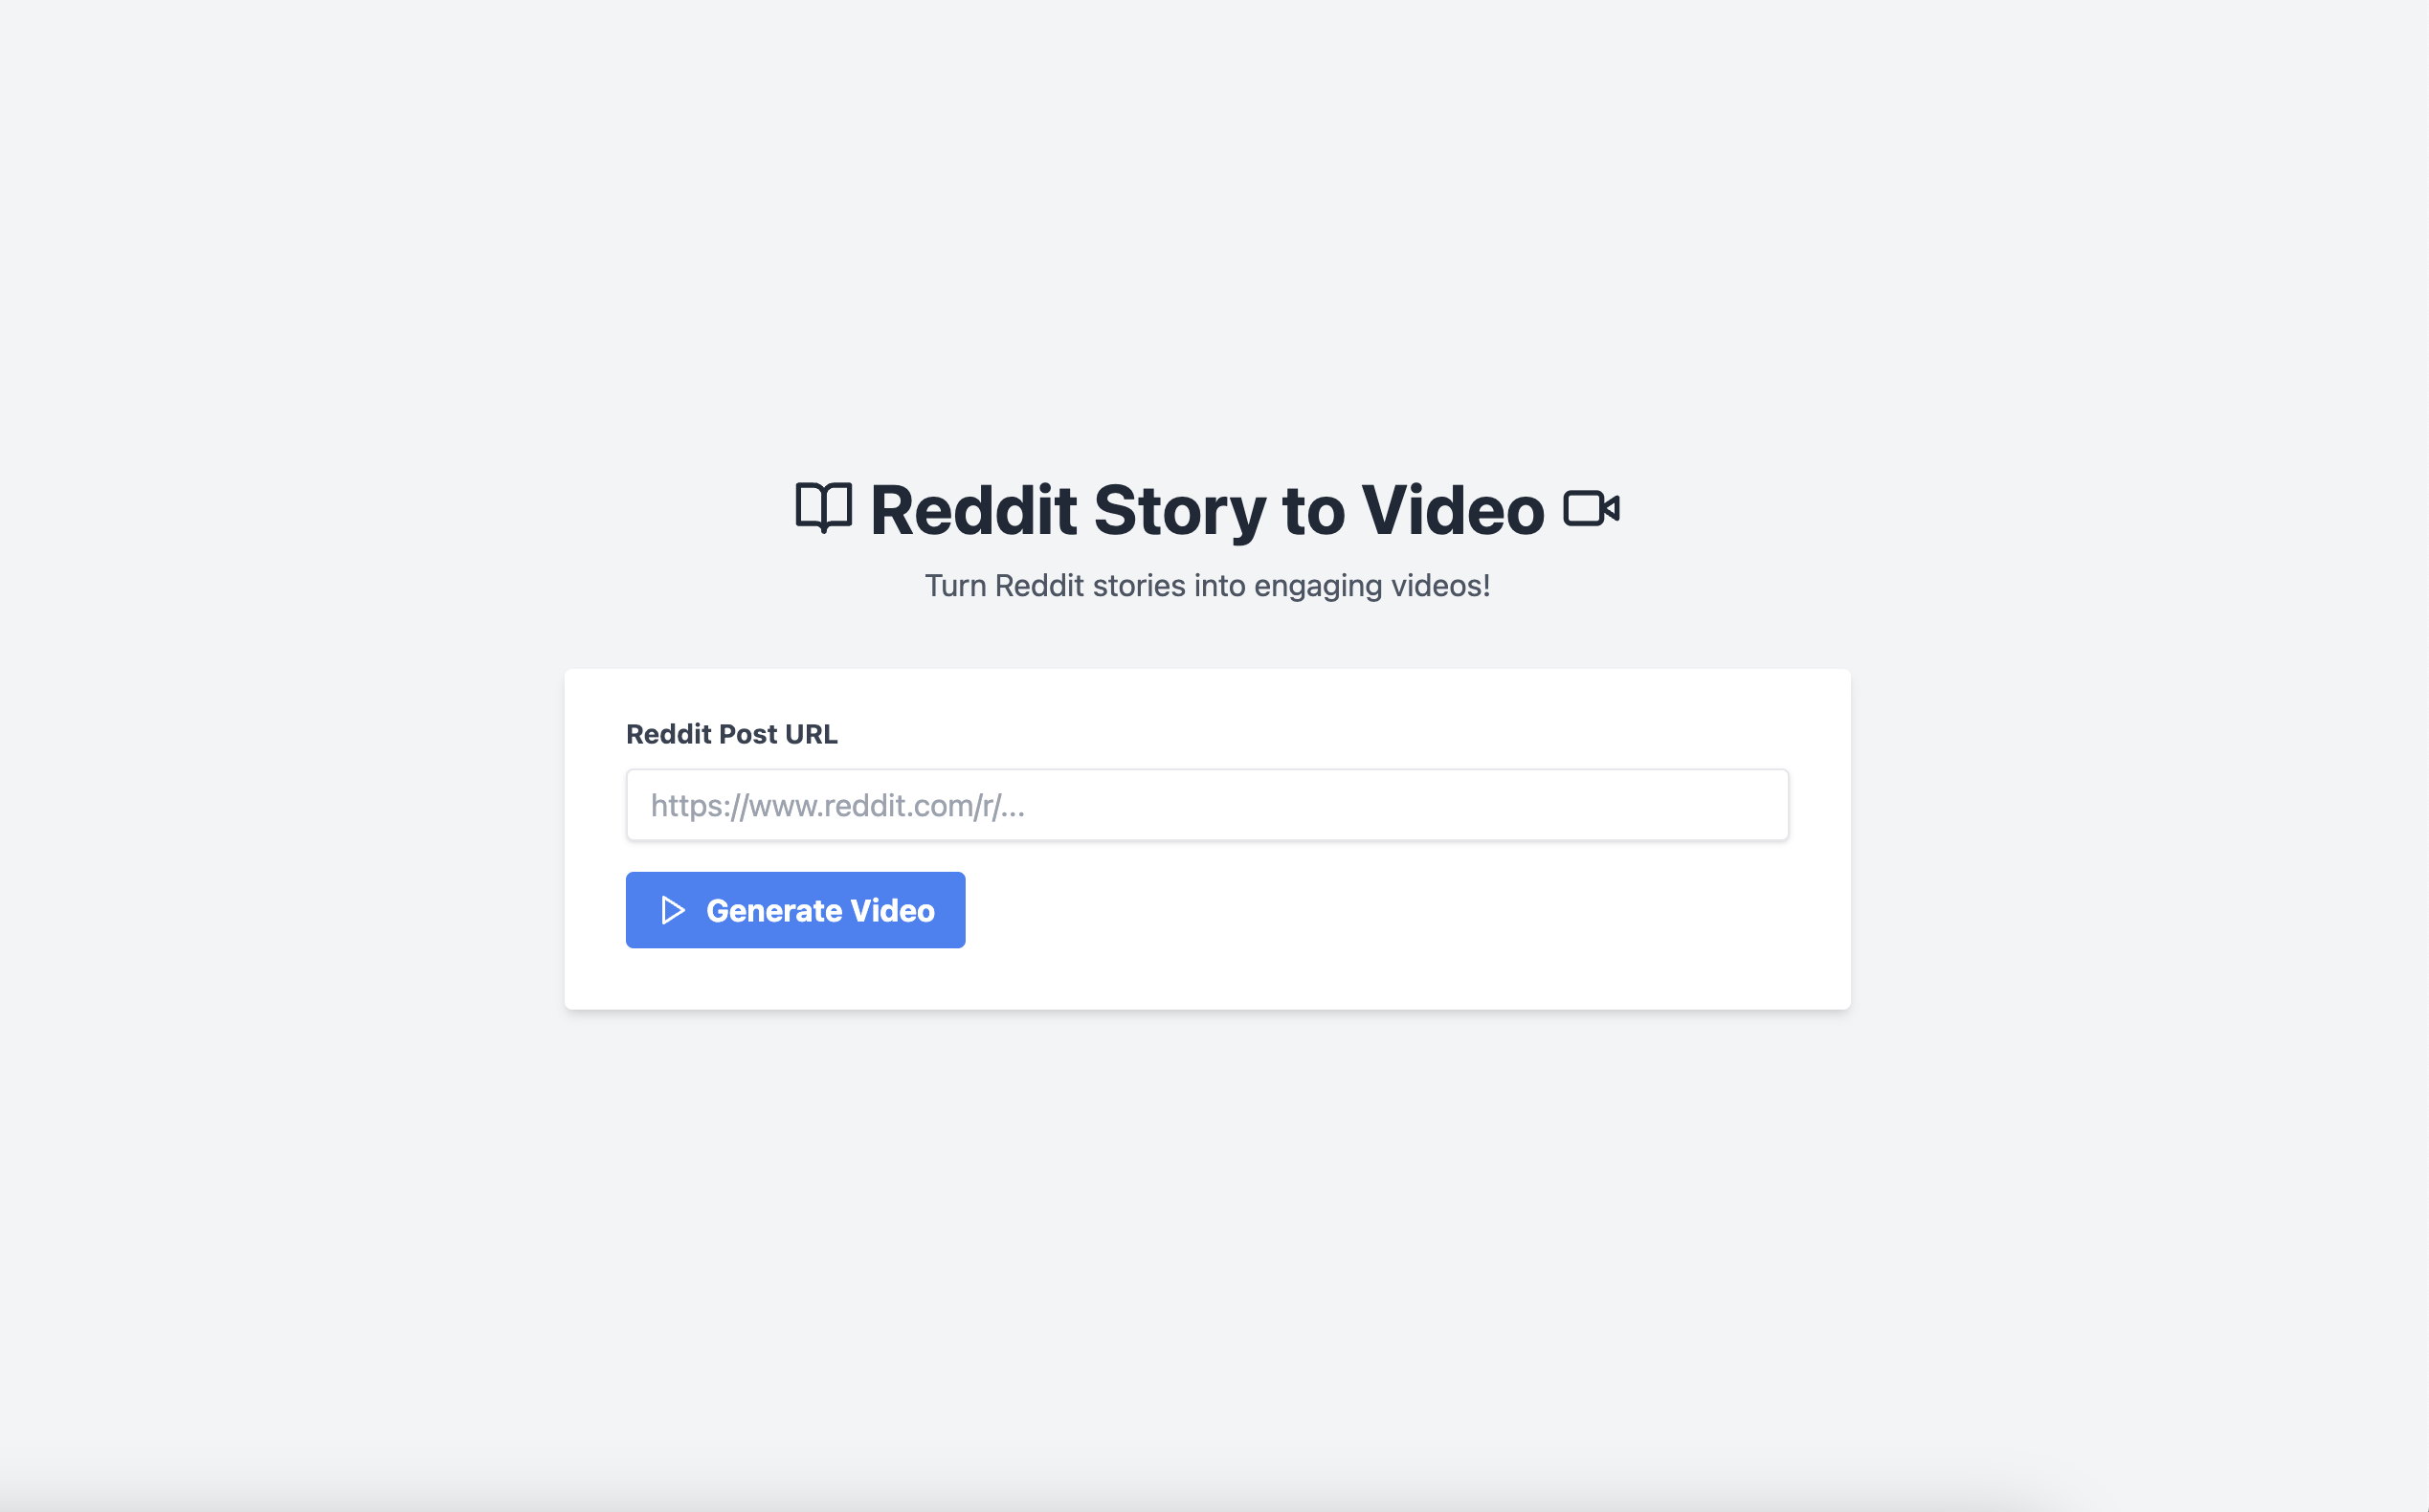 Reddit Story to Video
Turn Reddit stories into engaging videos!
Reddit Post URL
https://www.reddit.com/r/...
Generate Video